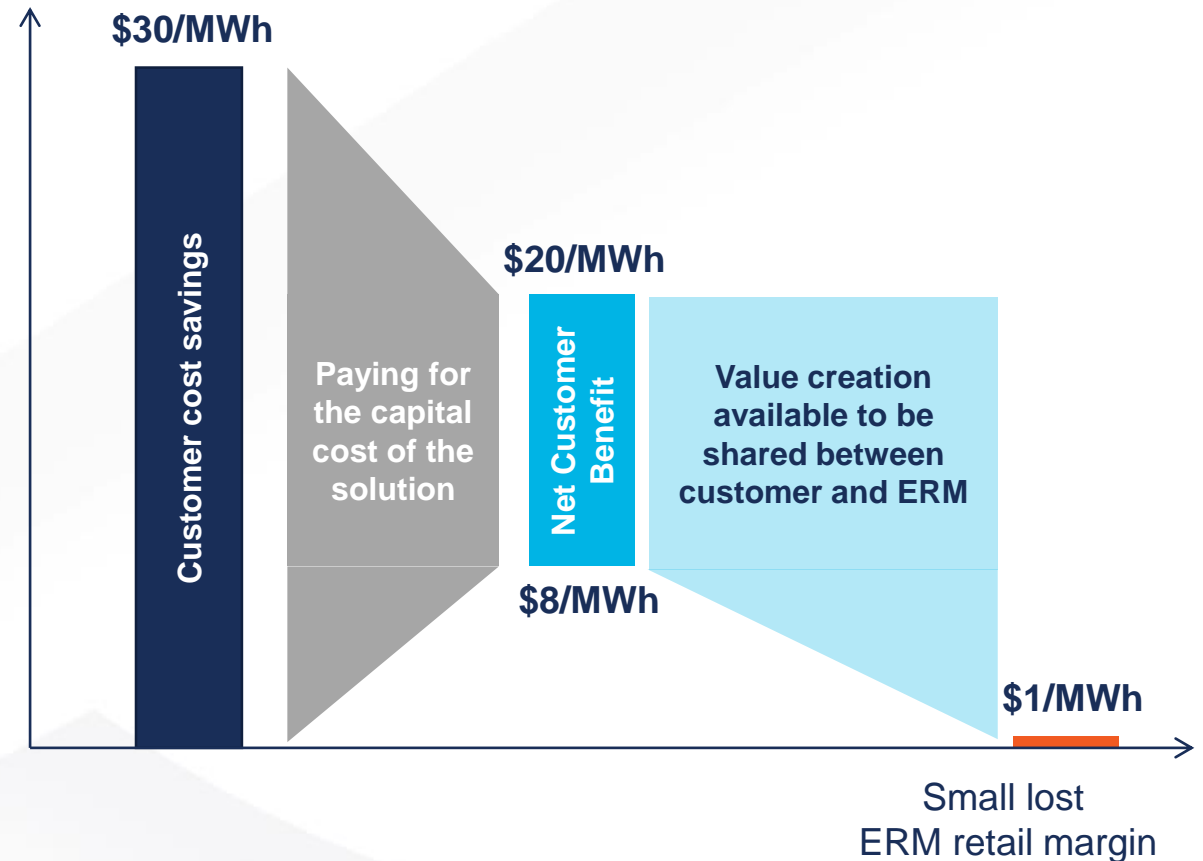 $30/MWh
Customer cost savings
Paying for
the capital
cost of the
solution
$20/MWh
Net Customer
Benefit
$8/MWh
Value creation
available to be
shared between
customer and ERM
$1/MWh
Small lost
ERM retail margin